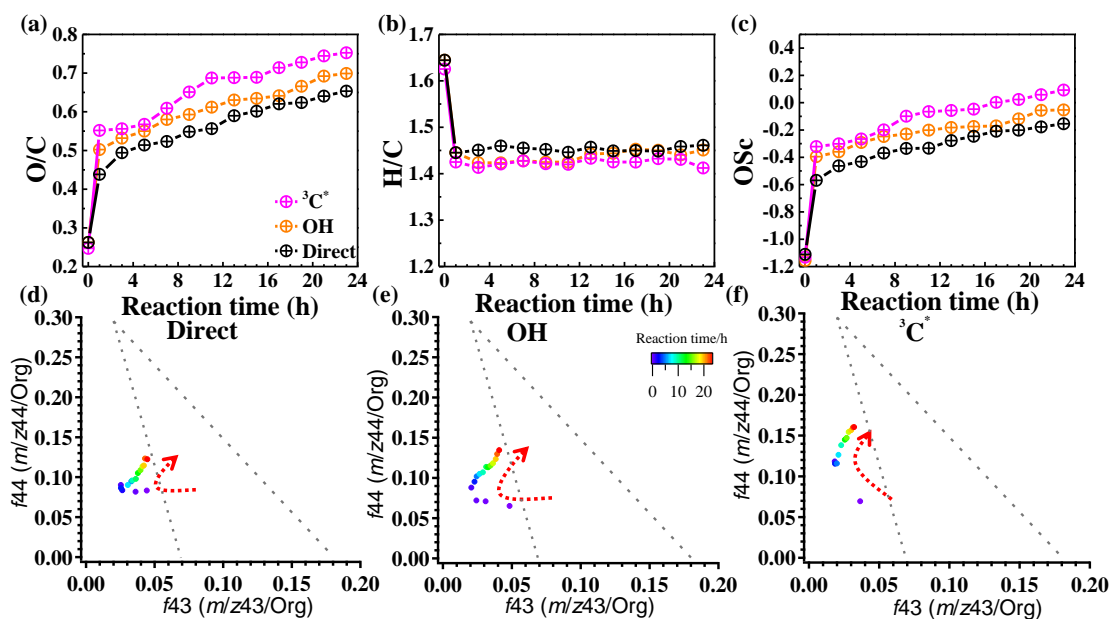 (a)
(b)
(c)
0.8
0.7
0.6
0.5
0.4
0.3
0.2
O/C
³C*
OH
Direct
0 4 8 12 16 20 24
Reaction time (h)
1.7
1.6
1.5
1.4
1.3
1.2
H/C
0 4 8 12 16 20 24
Reaction time (h)
0.4
0.2
0.0
-0.2
-0.4
-0.6
-0.8
-1.0
-1.2
OSc
0 4 8 12 16 20 24
Reaction time (h)
(d)
Direct
0.30
0.25
0.20
0.15
0.10
0.05
0.00
f44 (m/z44/Org)
0.00 0.05 0.10 0.15 0.20
f43 (m/z43/Org)
(e)
OH
Reaction time/h
0 10 20
0.30
0.25
0.20
0.15
0.10
0.05
0.00
f44 (m/z44/Org)
0.00 0.05 0.10 0.15 0.20
f43 (m/z43/Org)
(f)
³C*
0.30
0.25
0.20
0.15
0.10
0.05
0.00
f44 (m/z44/Org)
0.00 0.05 0.10 0.15 0.20
f43 (m/z43/Org)